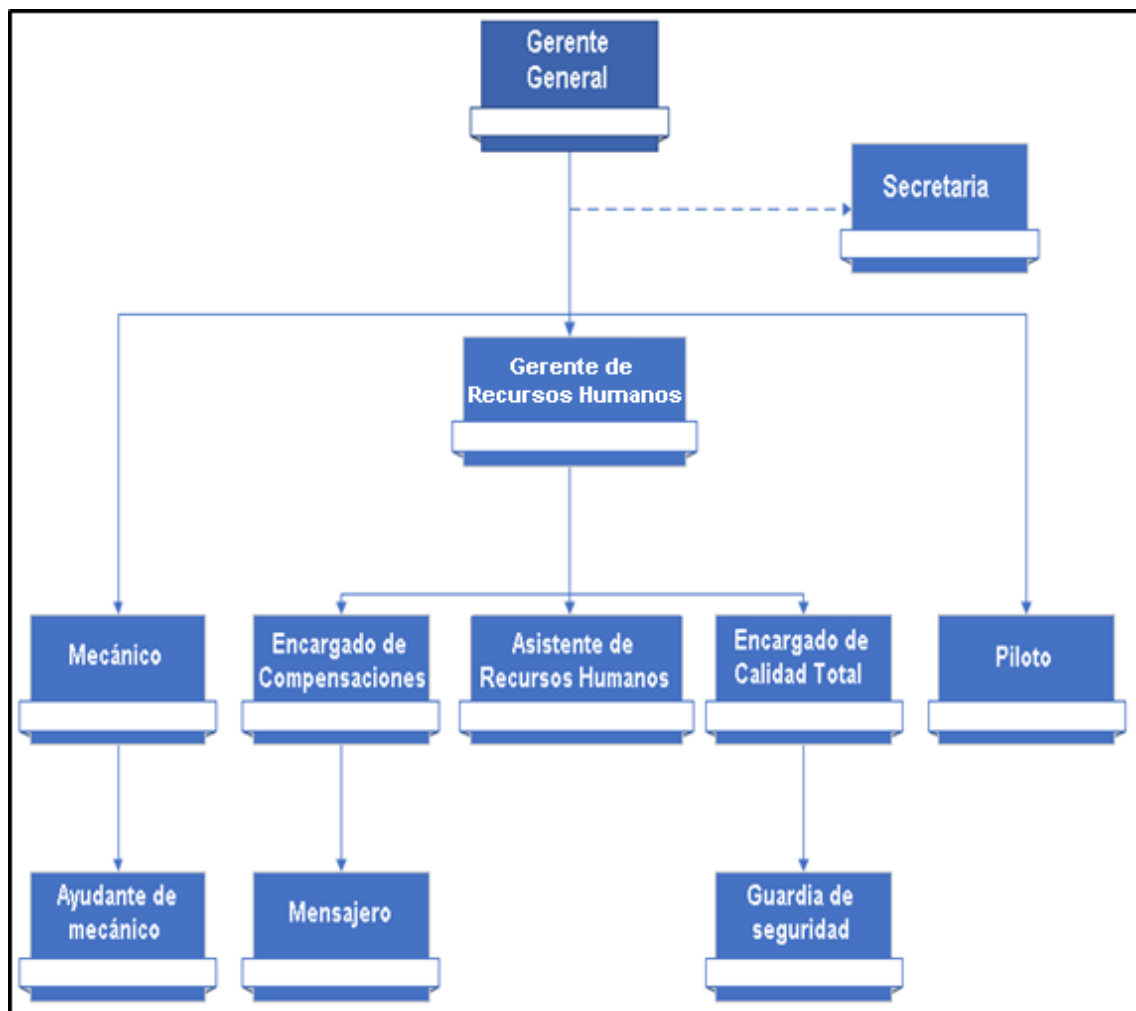 Gerente
General
Secretaria
Gerente de
Recursos Humanos
Mecánico
Encargado de
Compensaciones
Asistente de
Recursos Humanos
Encargado de
Calidad Total
Piloto
Ayudante de
mecánico
Mensajero
Guardia de
seguridad